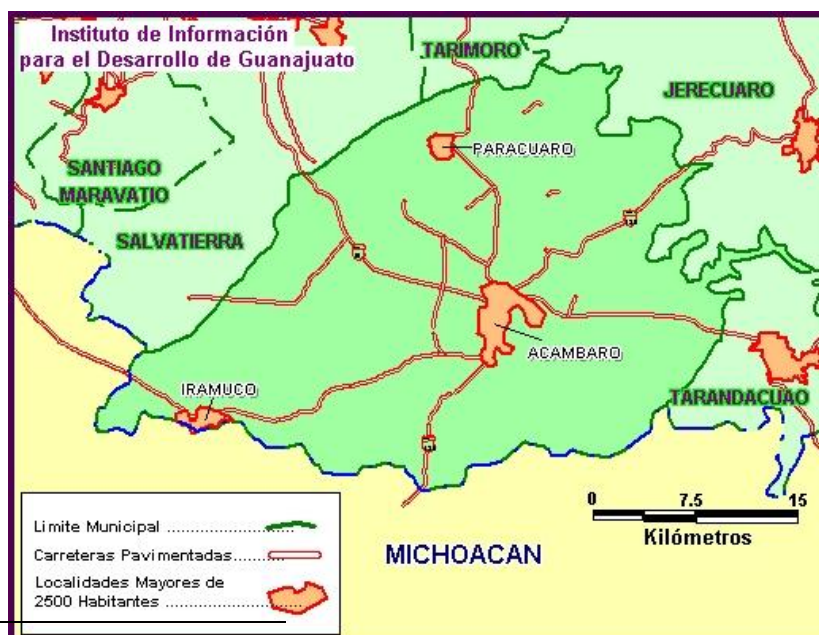 Instituto de Información
para el Desarrollo de Guanajuato
TARIMORO
JERECUARO
PARACUARO
SANTIAGO
MARAVATIO
SALVATIERRA
ACAMBARO
IRAMUCO
TARANDACUAO
0 7.5 15
Kilómetros
MICHOACAN
Limite Municipal ........................
Carreteras Pavimentadas..........
Localidades Mayores de
2500 Habitantes ........................